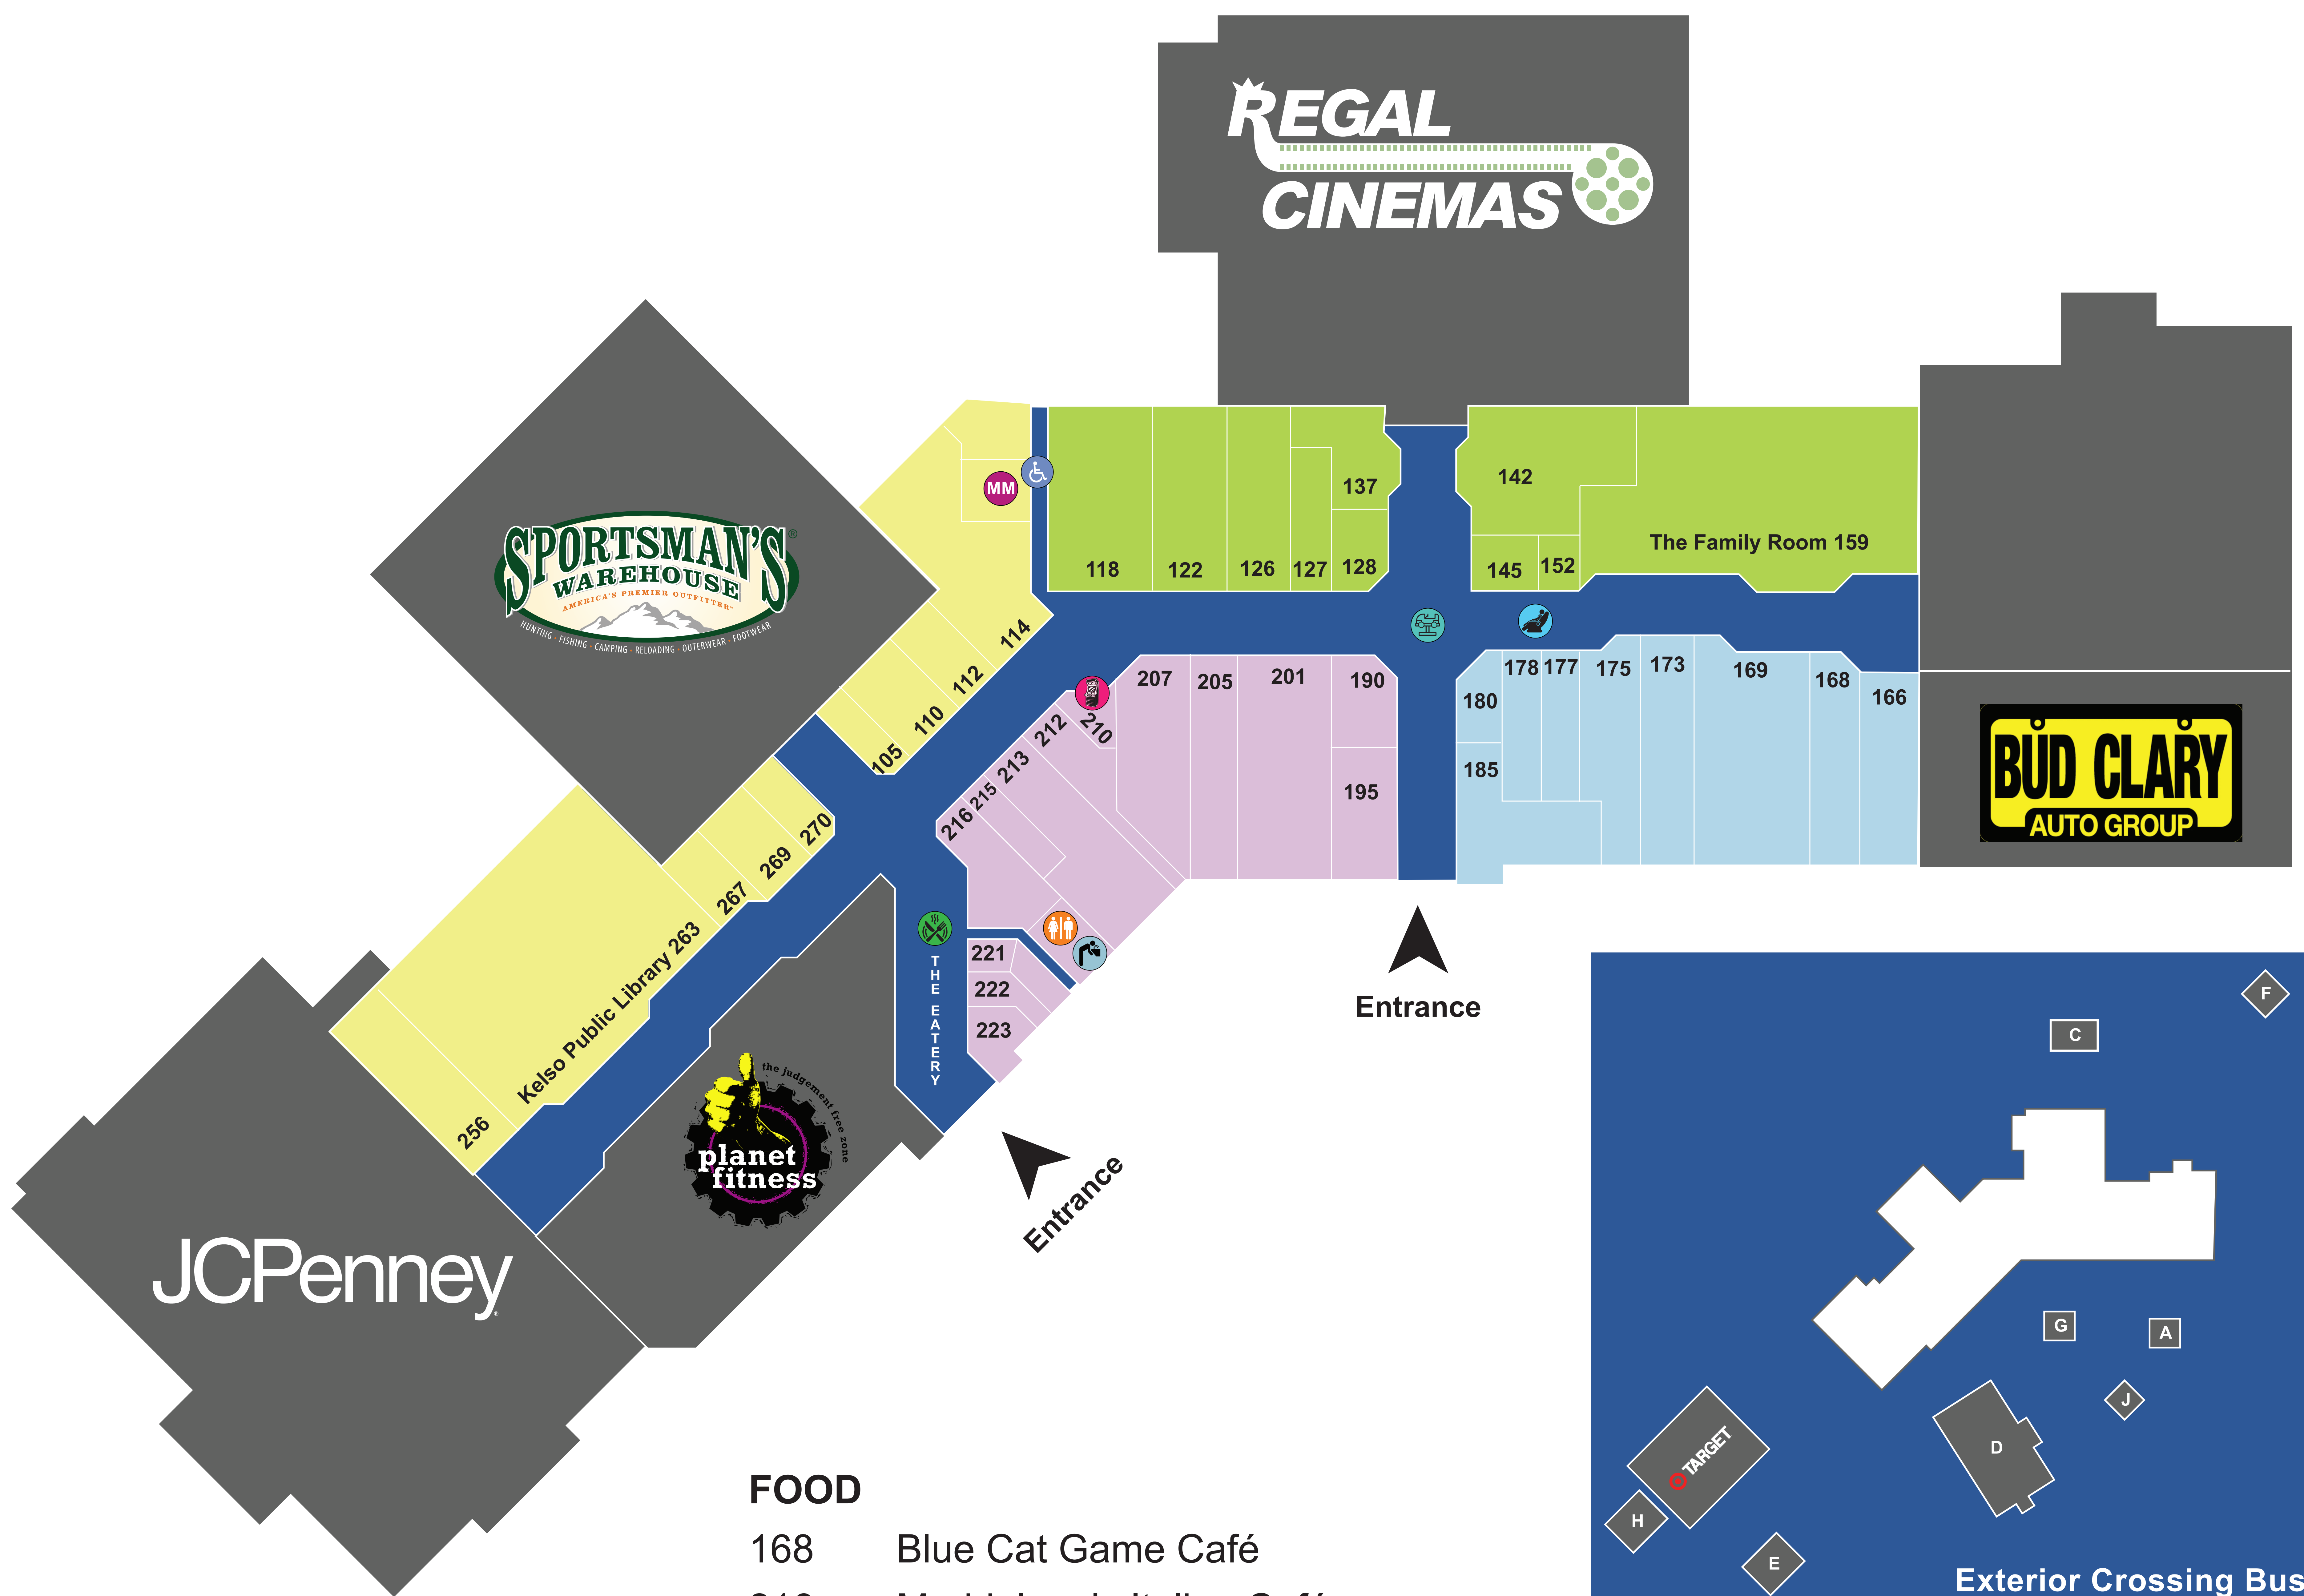 REGAL
CINEMAS
SPORTSMAN'S®
WAREHOUSE
AMERICA'S PREMIER OUTFITTER™
HUNTING · FISHING · CAMPING · RELOADING · OUTERWEAR · FOOTWEAR
MM
118
122
126
127
128
137
142
145
152
The Family Room 159
114
112
110
105
207
205
201
190
195
210
212
213
215
216
180
185
178
177
175
173
169
168
166
BUD CLARY
AUTO GROUP
270
269
267
Kelso Public Library 263
256
221
222
223
THE EATERY
Entrance
Entrance
the judgement free zone
planet
fitness
JCPenney
F
C
G
A
J
D
TARGET
H
E
Exterior Crossing Bus
FOOD
168 Blue Cat Game Café